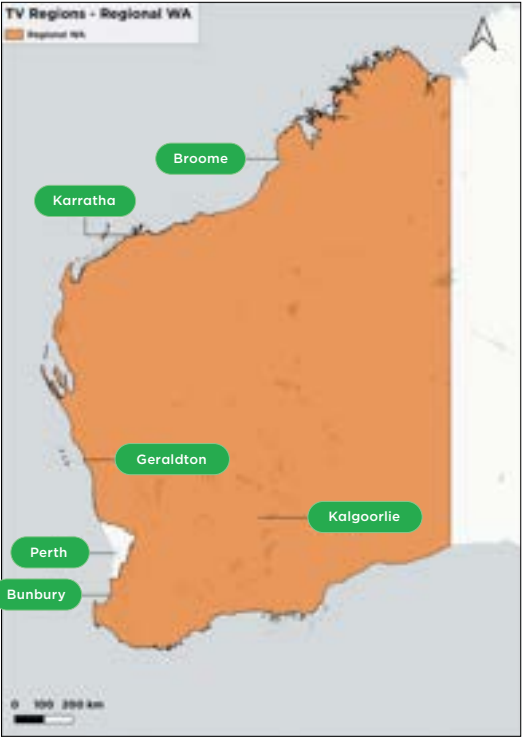 TV Regions - Regional WA
Regional WA
Broome
Karratha
Geraldton
Kalgoorlie
Perth
Bunbury
0 100 200 km